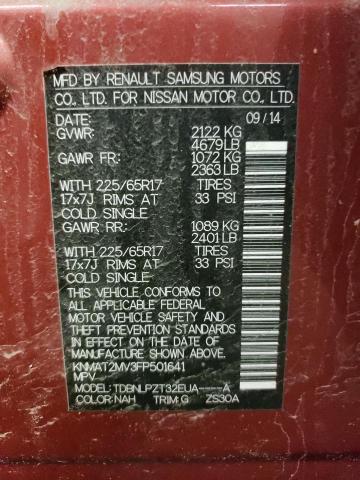 MFD BY RENAULT SAMSUNG MOTORS
CO., LTD. FOR NISSAN MOTOR CO., LTD.
DATE: 09/14
GVWR: 2122 KG
4679 LB
GAWR FR: 1072 KG
2363 LB
WITH 225/65R17 TIRES
17x7J RIMS AT 33 PSI
COLD SINGLE
GAWR RR: 1089 KG
2401 LB
WITH 225/65R17 TIRES
17x7J RIMS AT 33 PSI
COLD SINGLE
THIS VEHICLE CONFORMS TO
ALL APPLICABLE FEDERAL
MOTOR VEHICLE SAFETY AND
THEFT PREVENTION STANDARDS
IN EFFECT ON THE DATE OF
MANUFACTURE SHOWN ABOVE.
KNMAT2MV3FP501641
MPV
MODEL:TDBNLPZT32EUA-----A
COLOR:NAH TRIM:G ZS30A